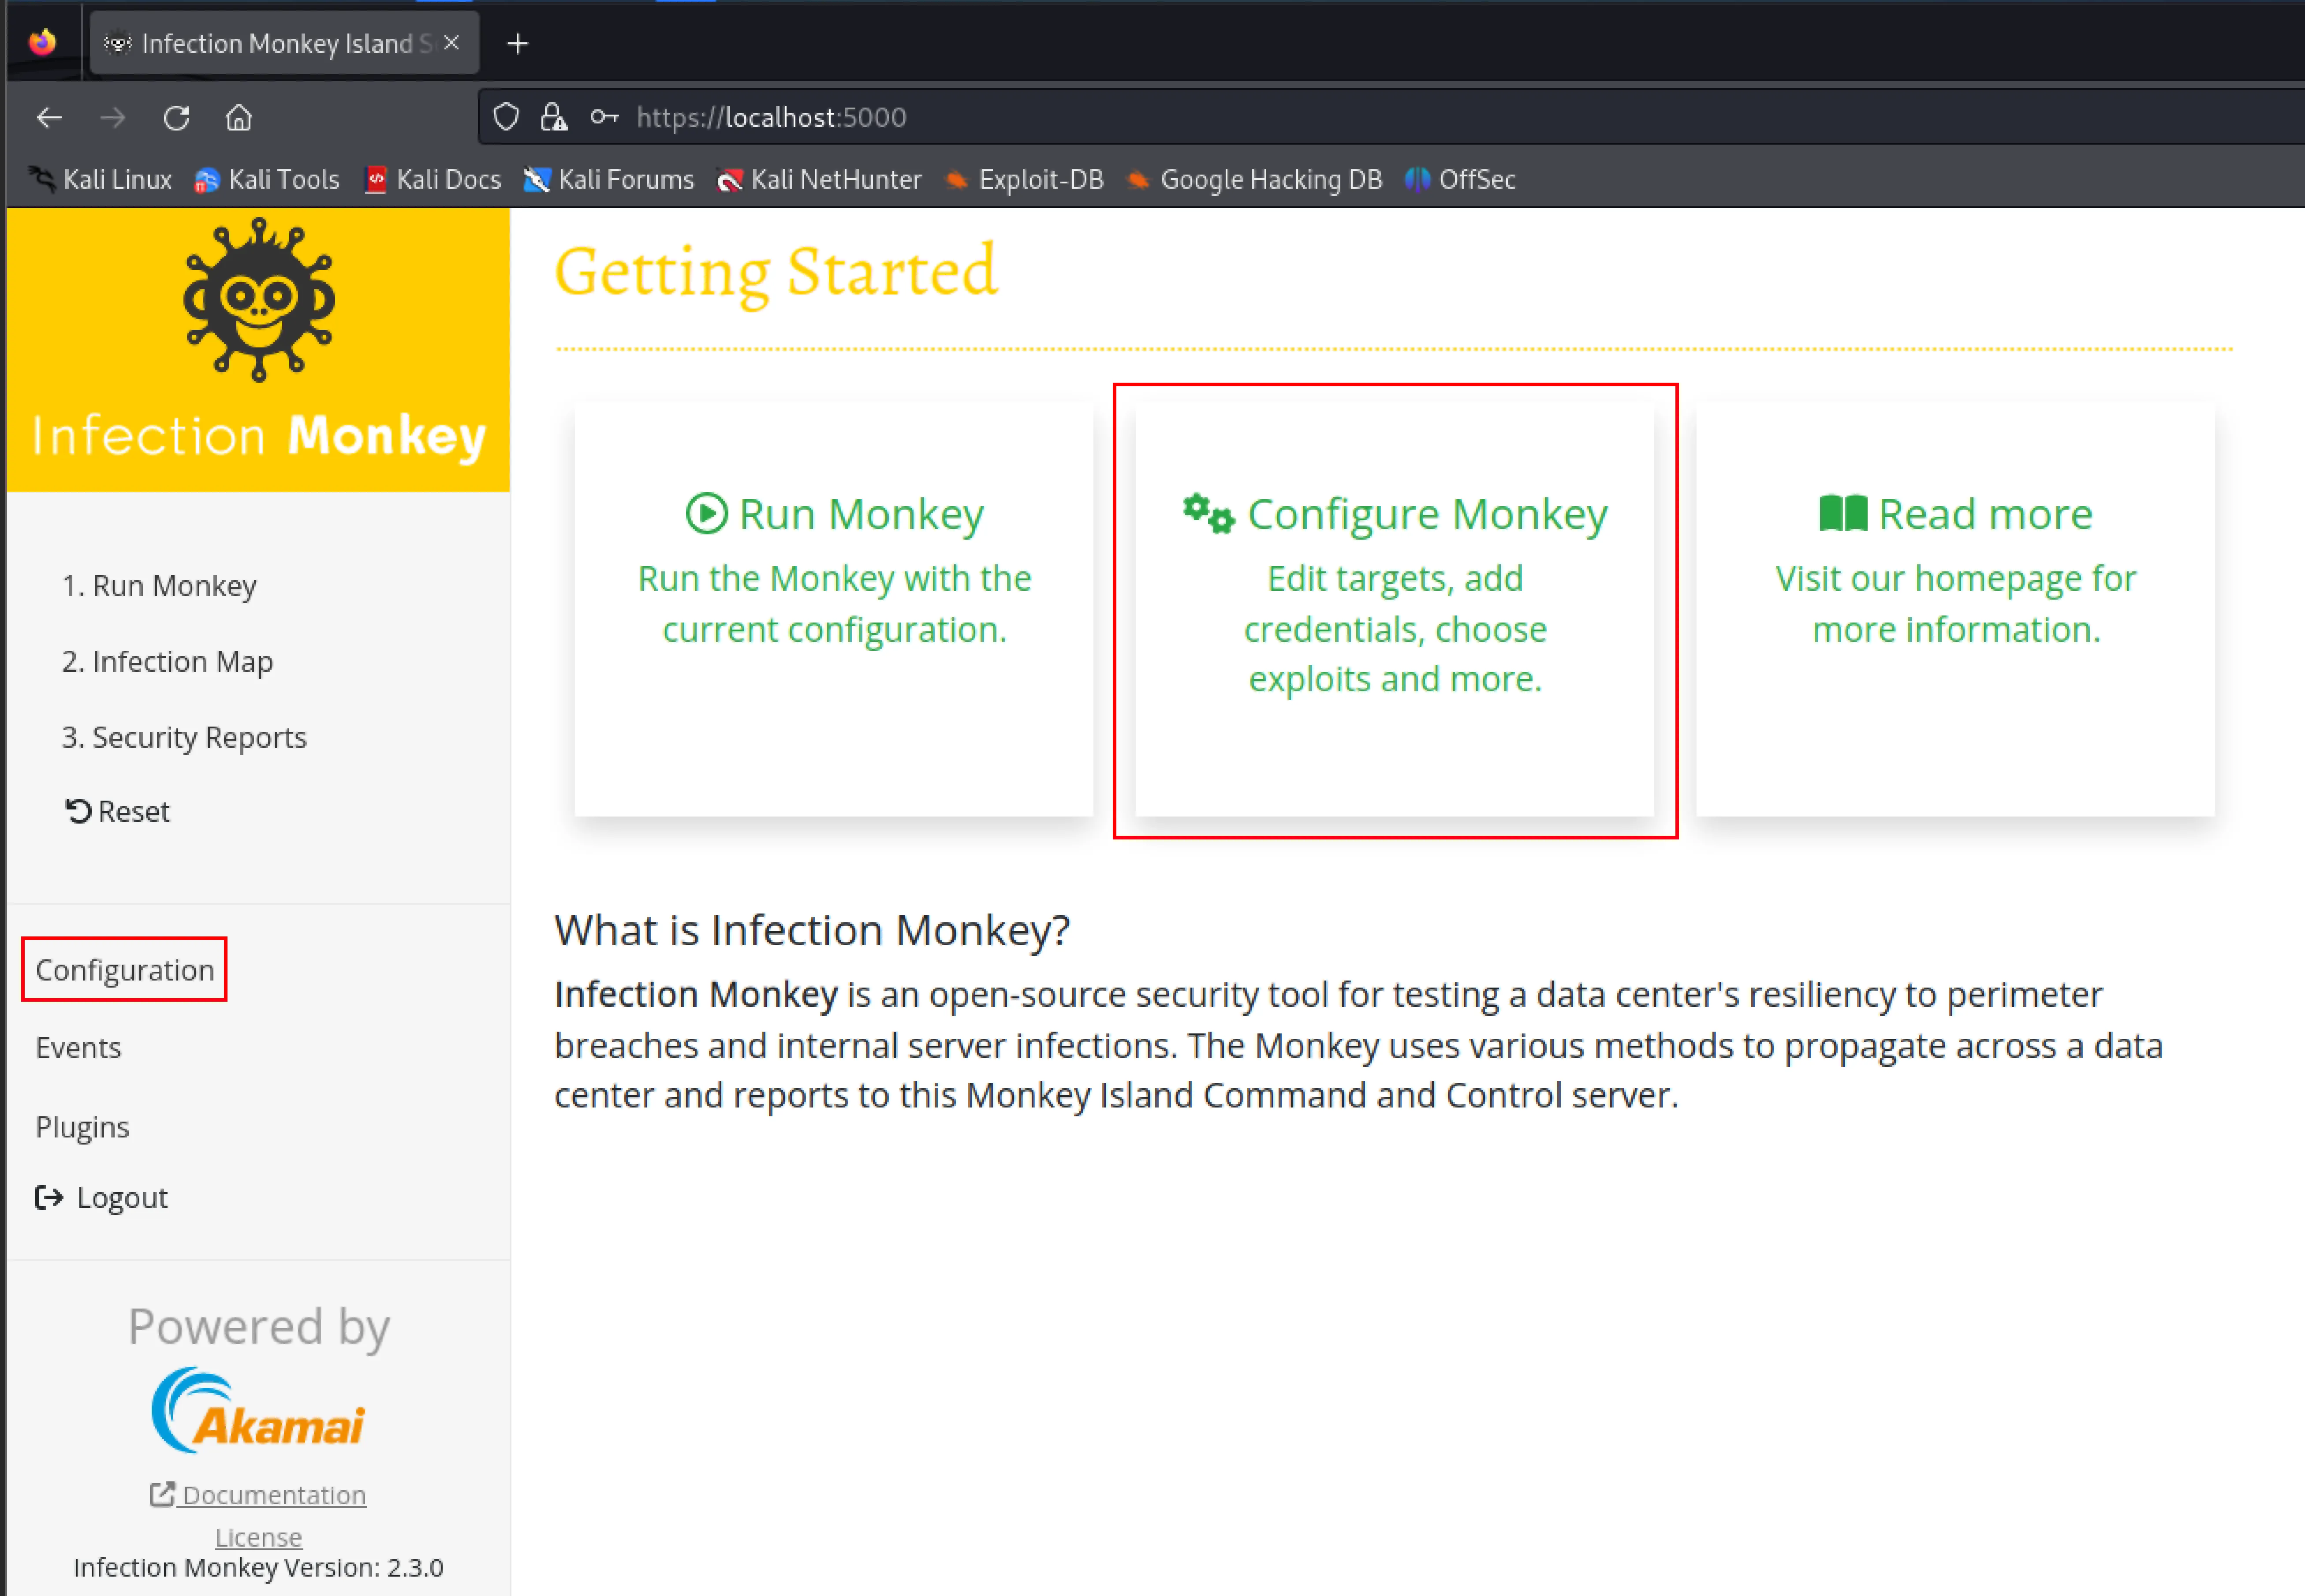 Infection Monkey Island S
https://localhost:5000
Kali Linux Kali Tools Kali Docs Kali Forums Kali NetHunter Exploit-DB Google Hacking DB OffSec
Infection Monkey
1. Run Monkey
2. Infection Map
3. Security Reports
Reset
Configuration
Events
Plugins
Logout
Powered by
Akamai
Documentation
License
Infection Monkey Version: 2.3.0
Getting Started
Run Monkey
Run the Monkey with the
current configuration.
Configure Monkey
Edit targets, add
credentials, choose
exploits and more.
Read more
Visit our homepage for
more information.
What is Infection Monkey?
Infection Monkey is an open-source security tool for testing a data center's resiliency to perimeter
breaches and internal server infections. The Monkey uses various methods to propagate across a data
center and reports to this Monkey Island Command and Control server.